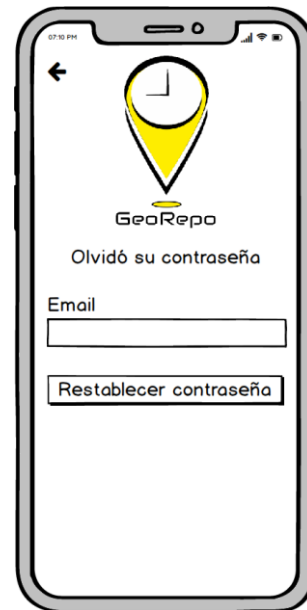 07:10 PM
GeoRepo
Olvidó su contraseña
Email
Restablecer contraseña